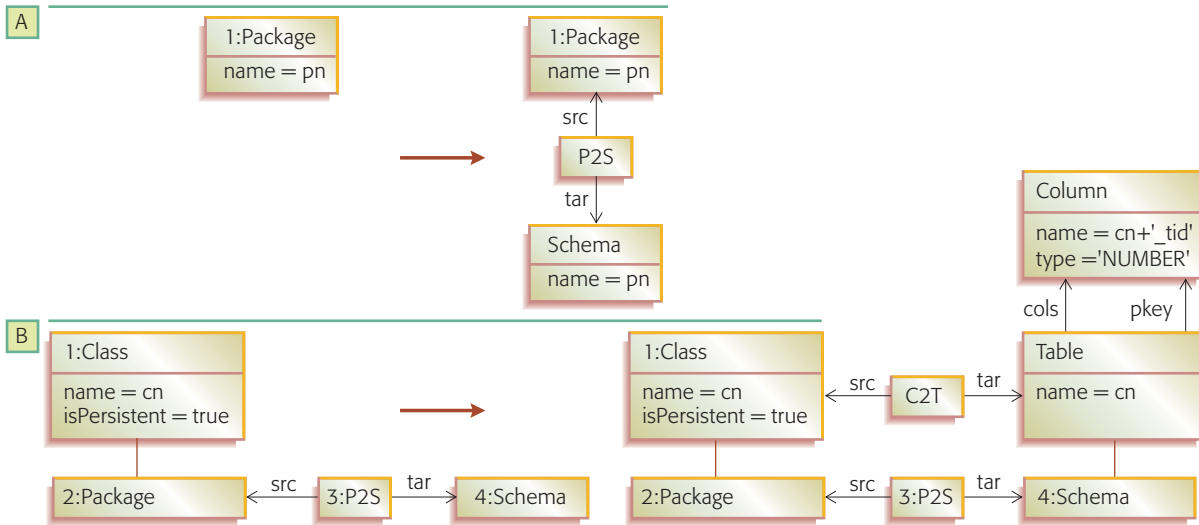 A
1:Package
name = pn
1:Package
name = pn
src
P2S
tar
Schema
name = pn
Column
name = cn+'_tid'
type ='NUMBER'
cols
pkey
B
1:Class
name = cn
isPersistent = true
2:Package
src
3:P2S
tar
4:Schema
1:Class
name = cn
isPersistent = true
src
C2T
tar
Table
name = cn
2:Package
src
3:P2S
tar
4:Schema